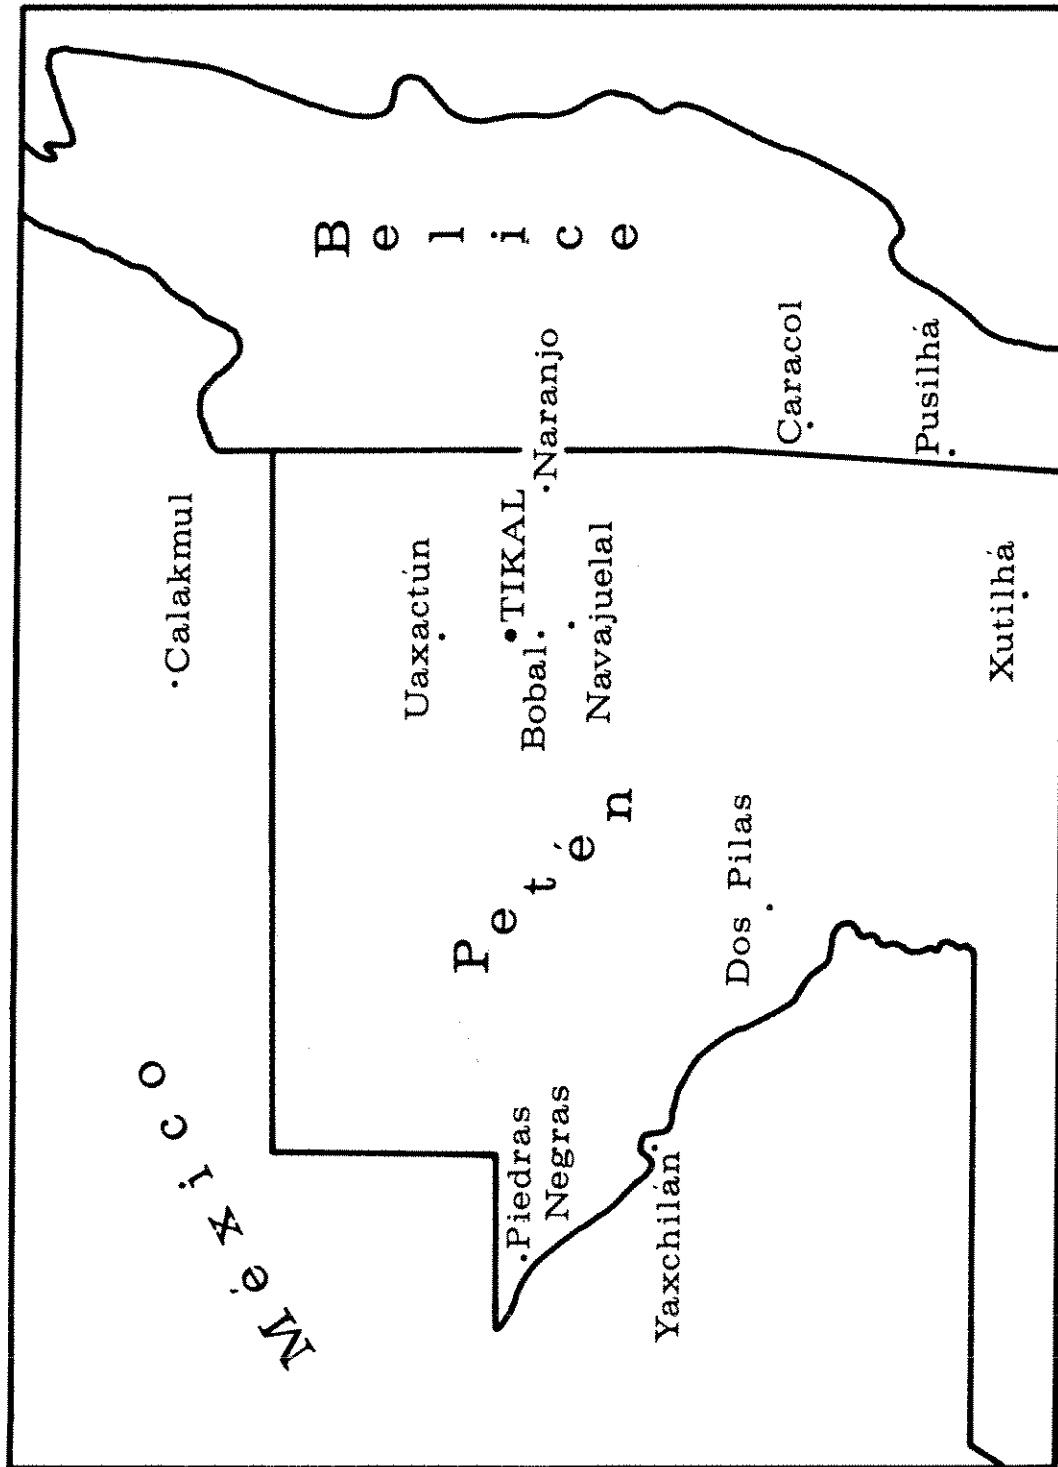 México
Calakmul
Belice
Uaxactún
Petén
TIKAL
Bobal
Naranjo
Navajuelal
Piedras
Negras
Yaxchilán
Dos Pilas
Caracol
Pusilhá
Xutilhá